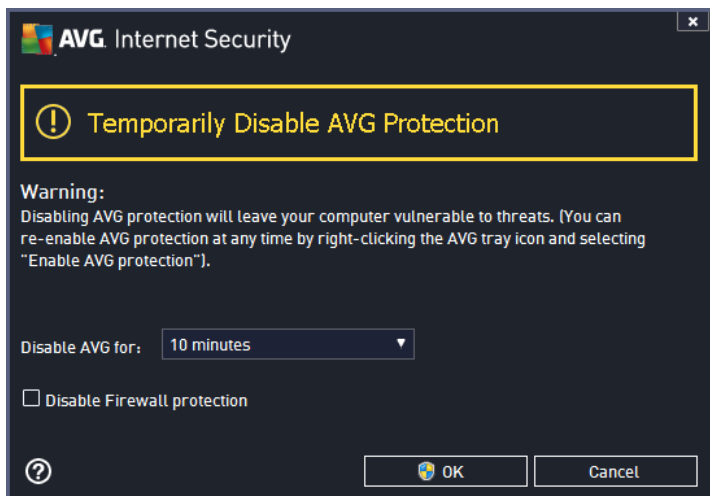 AVG. Internet Security
Temporarily Disable AVG Protection
Warning:
Disabling AVG protection will leave your computer vulnerable to threats. (You can
re-enable AVG protection at any time by right-clicking the AVG tray icon and selecting
"Enable AVG protection").
Disable AVG for: 10 minutes
Disable Firewall protection
OK Cancel